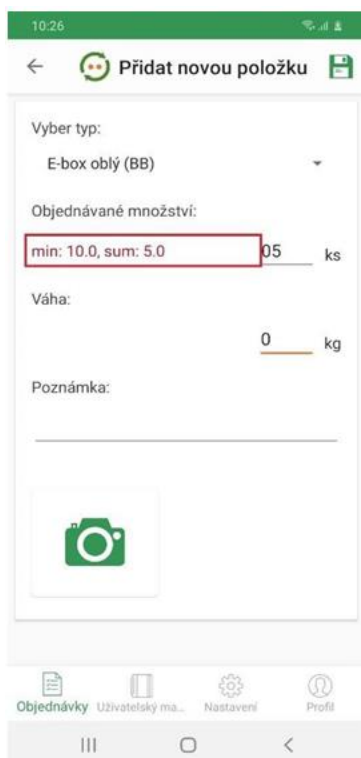 10:26
Přidat novou položku
Vyber typ:
E-box oblý (BB)
Objednávané množství:
min: 10.0, sum: 5.0 05 ks
Váha:
0 kg
Poznámka:
Objednávky Uživatelský ma... Nastavení Profil